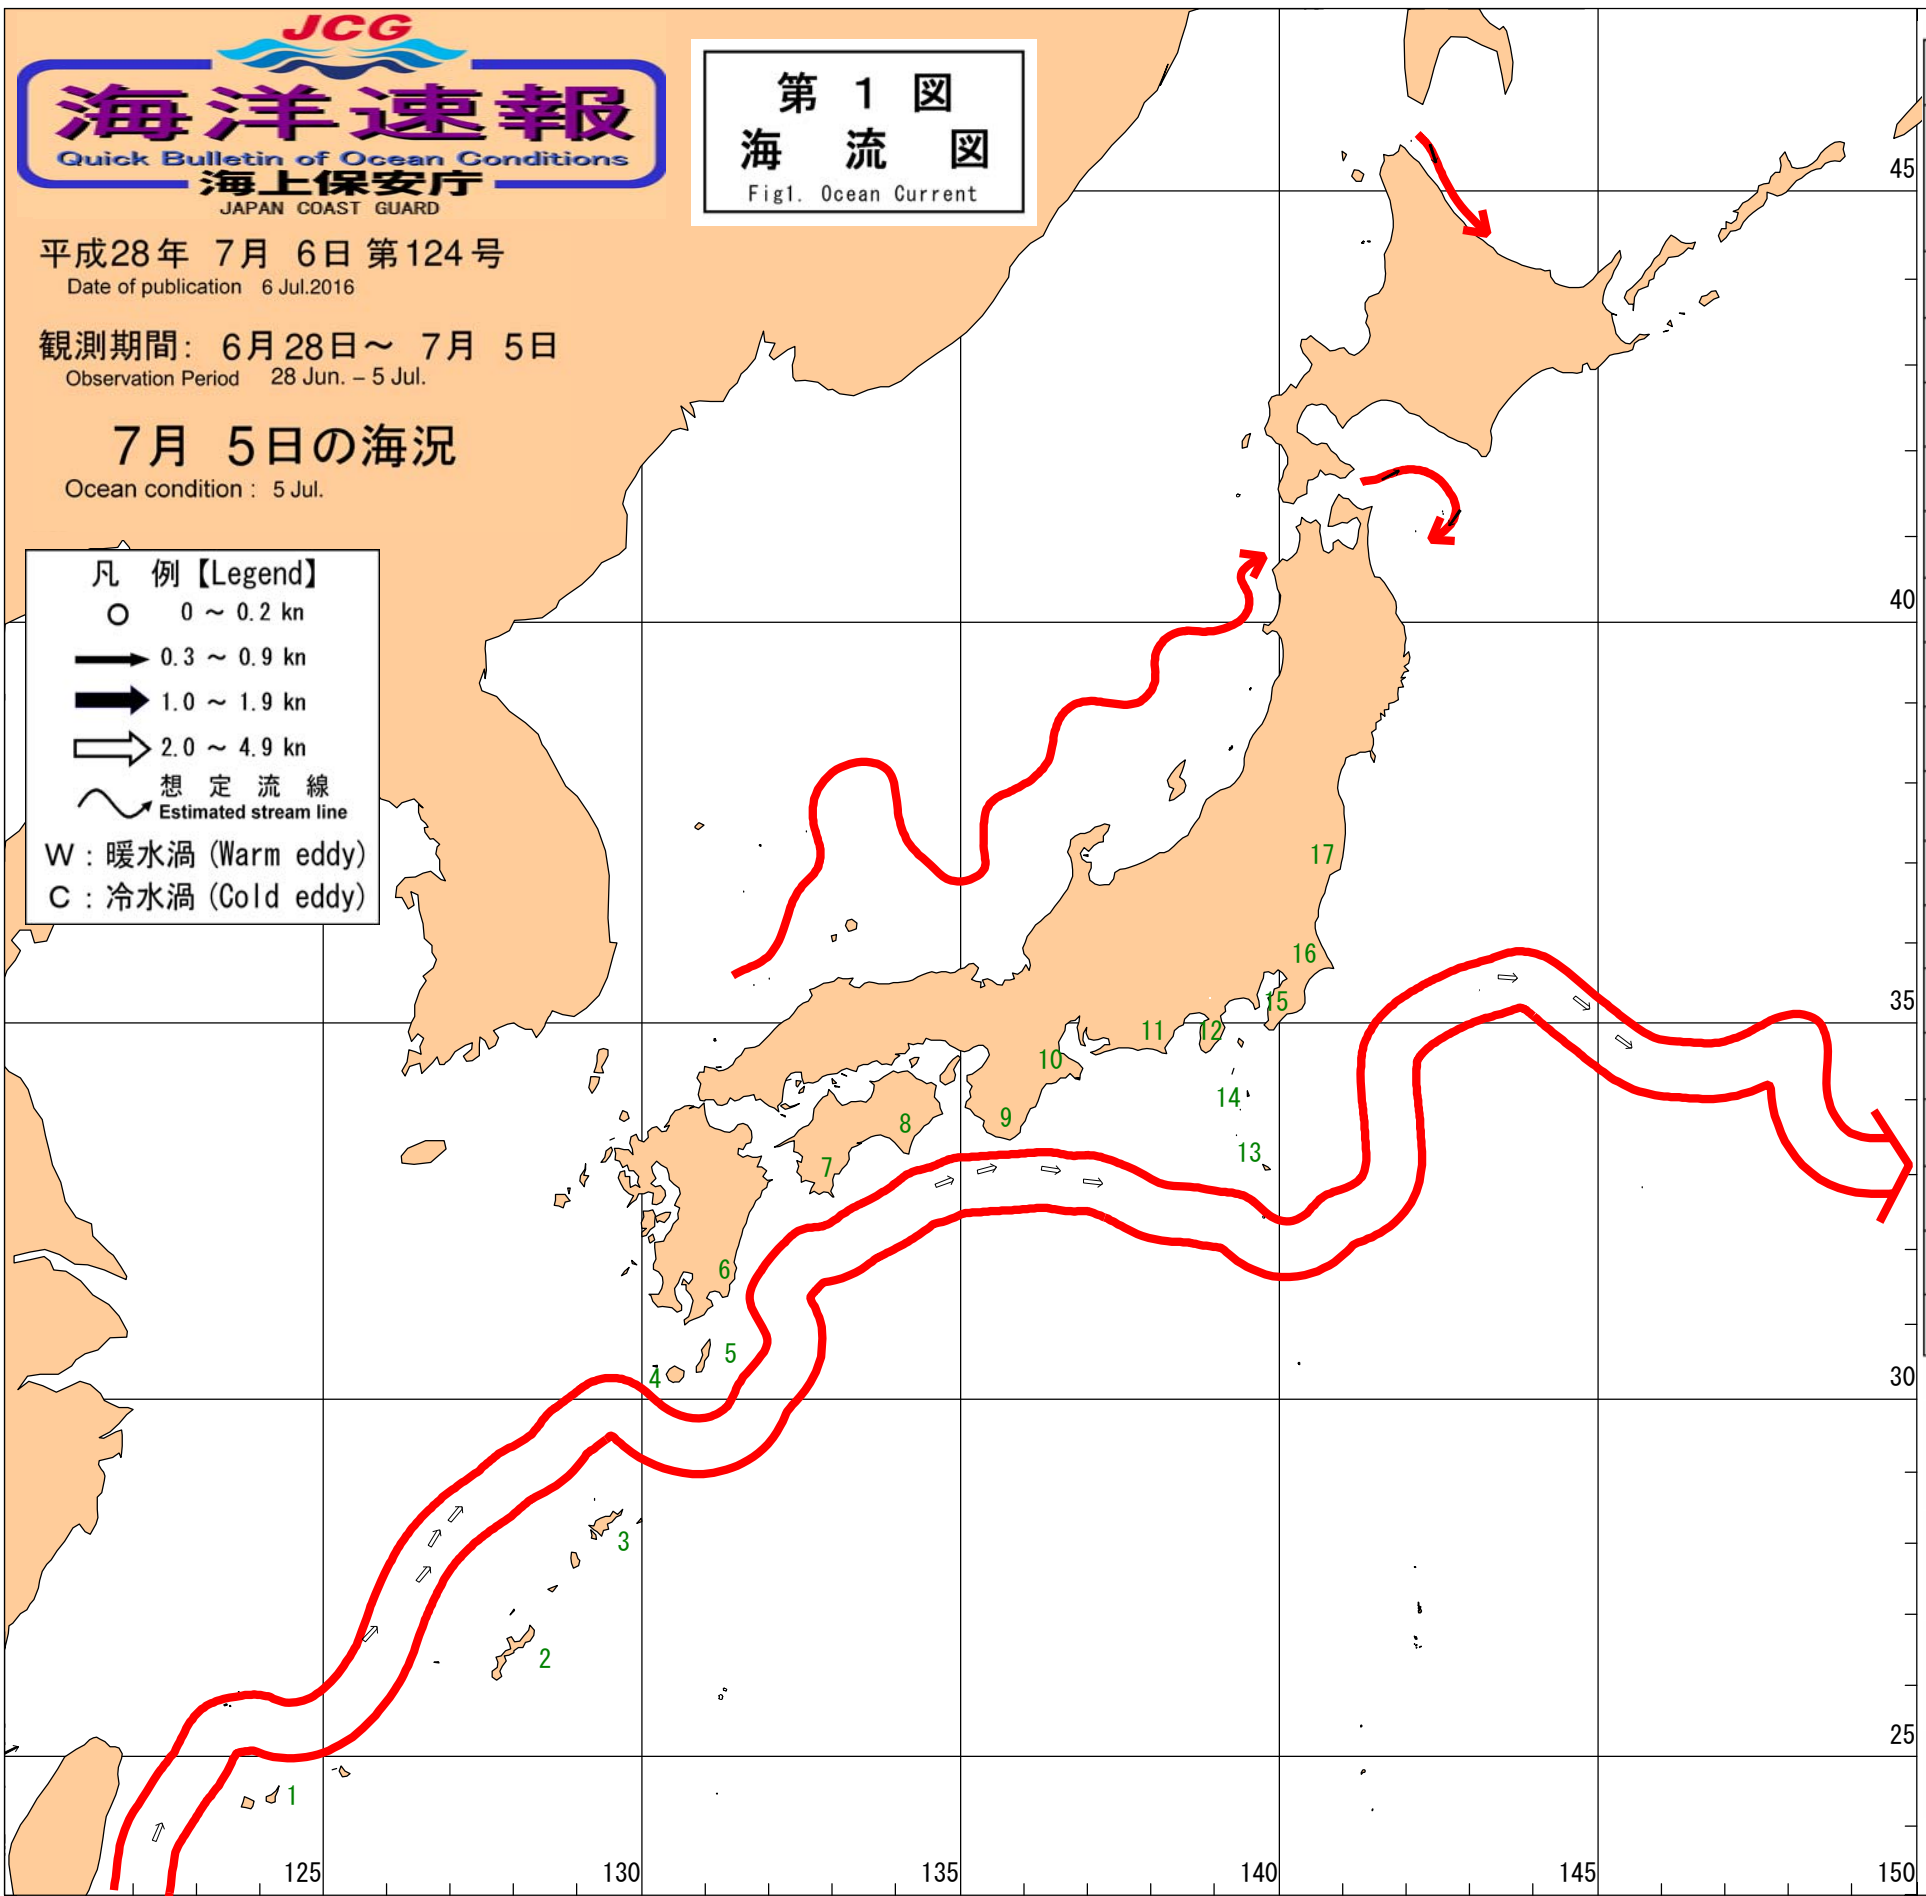 JCG
海洋速報
Quick Bulletin of Ocean Conditions
海上保安庁
JAPAN COAST GUARD
第 1 図
海 流 図
Fig1. Ocean Current
平成28年 7月 6日 第124号
Date of publication 6 Jul.2016
観測期間: 6月28日～ 7月 5日
Observation Period 28 Jun. – 5 Jul.
7月 5日の海況
Ocean condition : 5 Jul.
凡 例【Legend】
0 ～ 0.2 kn
0.3 ～ 0.9 kn
1.0 ～ 1.9 kn
2.0 ～ 4.9 kn
想 定 流 線
Estimated stream line
W : 暖水渦 (Warm eddy)
C : 冷水渦 (Cold eddy)
45
40
17
16
35
15
11
12
10
14
8
9
13
7
6
5
4
30
3
2
25
1
125
130
135
140
145
150